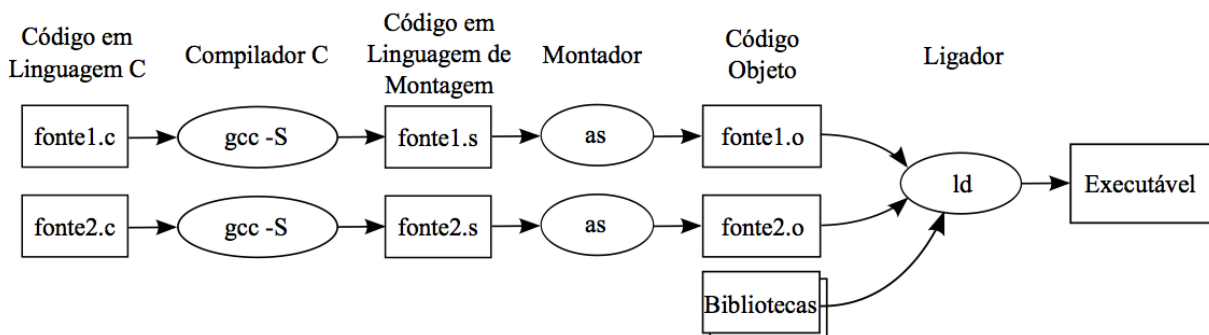 Código em
Linguagem C
Compilador C
Código em
Linguagem de
Montagem
Montador
Código
Objeto
Ligador
fonte1.c
gcc -S
fonte1.s
as
fonte1.o
ld
Executável
fonte2.c
gcc -S
fonte2.s
as
fonte2.o
Bibliotecas